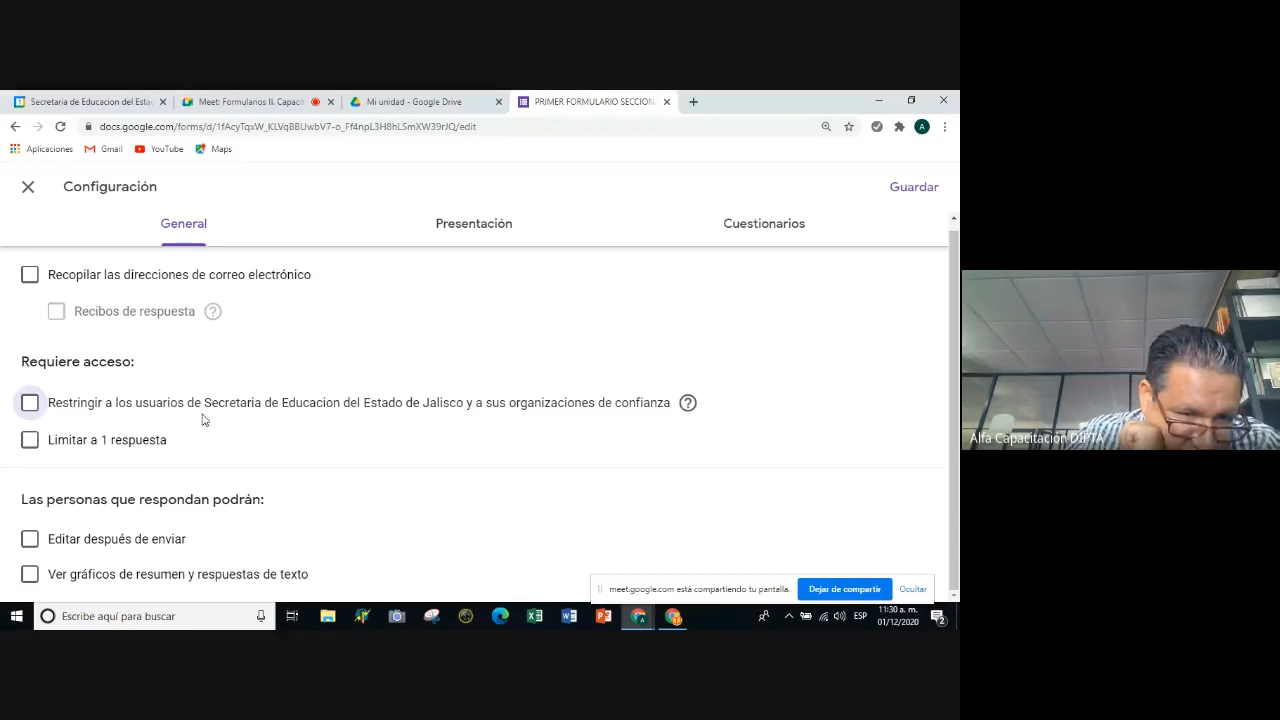 Secretaria de Educacion del Esta
Meet: Formularios II. Capacit
Mi unidad - Google Drive
PRIMER FORMULARIO SECCION
docs.google.com/forms/d/1fAcyTqxW_KLVqBBUwbV7-o_Ff4npL3H8hLSmXW39rJQ/edit
A
Aplicaciones
Gmail
YouTube
Maps
Configuración
Guardar
General
Presentación
Cuestionarios
Recopilar las direcciones de correo electrónico
Recibos de respuesta
Requiere acceso:
Restringir a los usuarios de Secretaria de Educacion del Estado de Jalisco y a sus organizaciones de confianza
Limitar a 1 respuesta
Alfa Capacitación DIPTA
Las personas que respondan podrán:
Editar después de enviar
Ver gráficos de resumen y respuestas de texto
meet.google.com está compartiendo tu pantalla.
Dejar de compartir
Ocultar
Escribe aquí para buscar
ESP
11:30 a. m.
01/12/2020
2